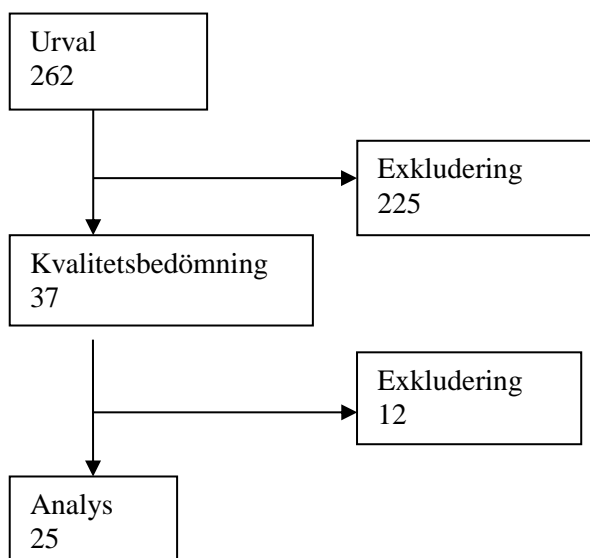 Urval
262
Exkludering
225
Kvalitetsbedömning
37
Exkludering
12
Analys
25